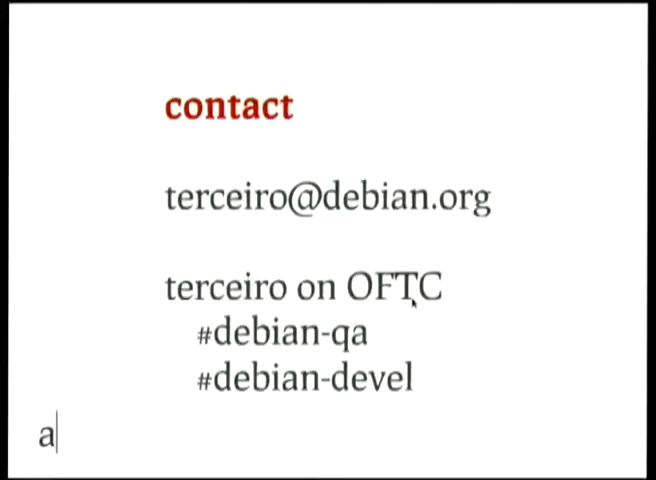 contact
terceiro@debian.org
terceiro on OFTC
#debian-qa
#debian-devel
a